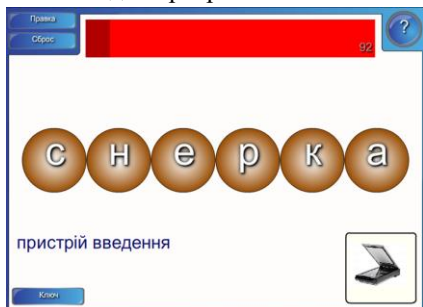 Правка
Сброс
92
?
с н е р к а
пристрій введення
Ключ